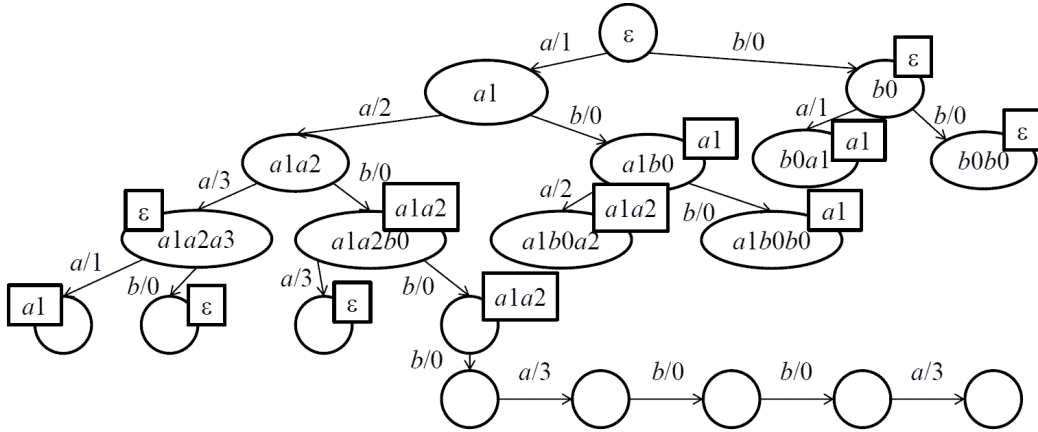 ε
a/1
b/0
ε
a1
b0
a/2
b/0
a/1
b/0
a1
a1
ε
a1a2
a1b0
b0a1
b0b0
a/3
b/0
a1a2
a/2
a1a2
b/0
a1
ε
a1a2a3
a1a2b0
a1b0a2
a1b0b0
a/1
b/0
a/3
b/0
a1
ε
ε
a1a2
b/0
a/3
b/0
b/0
a/3